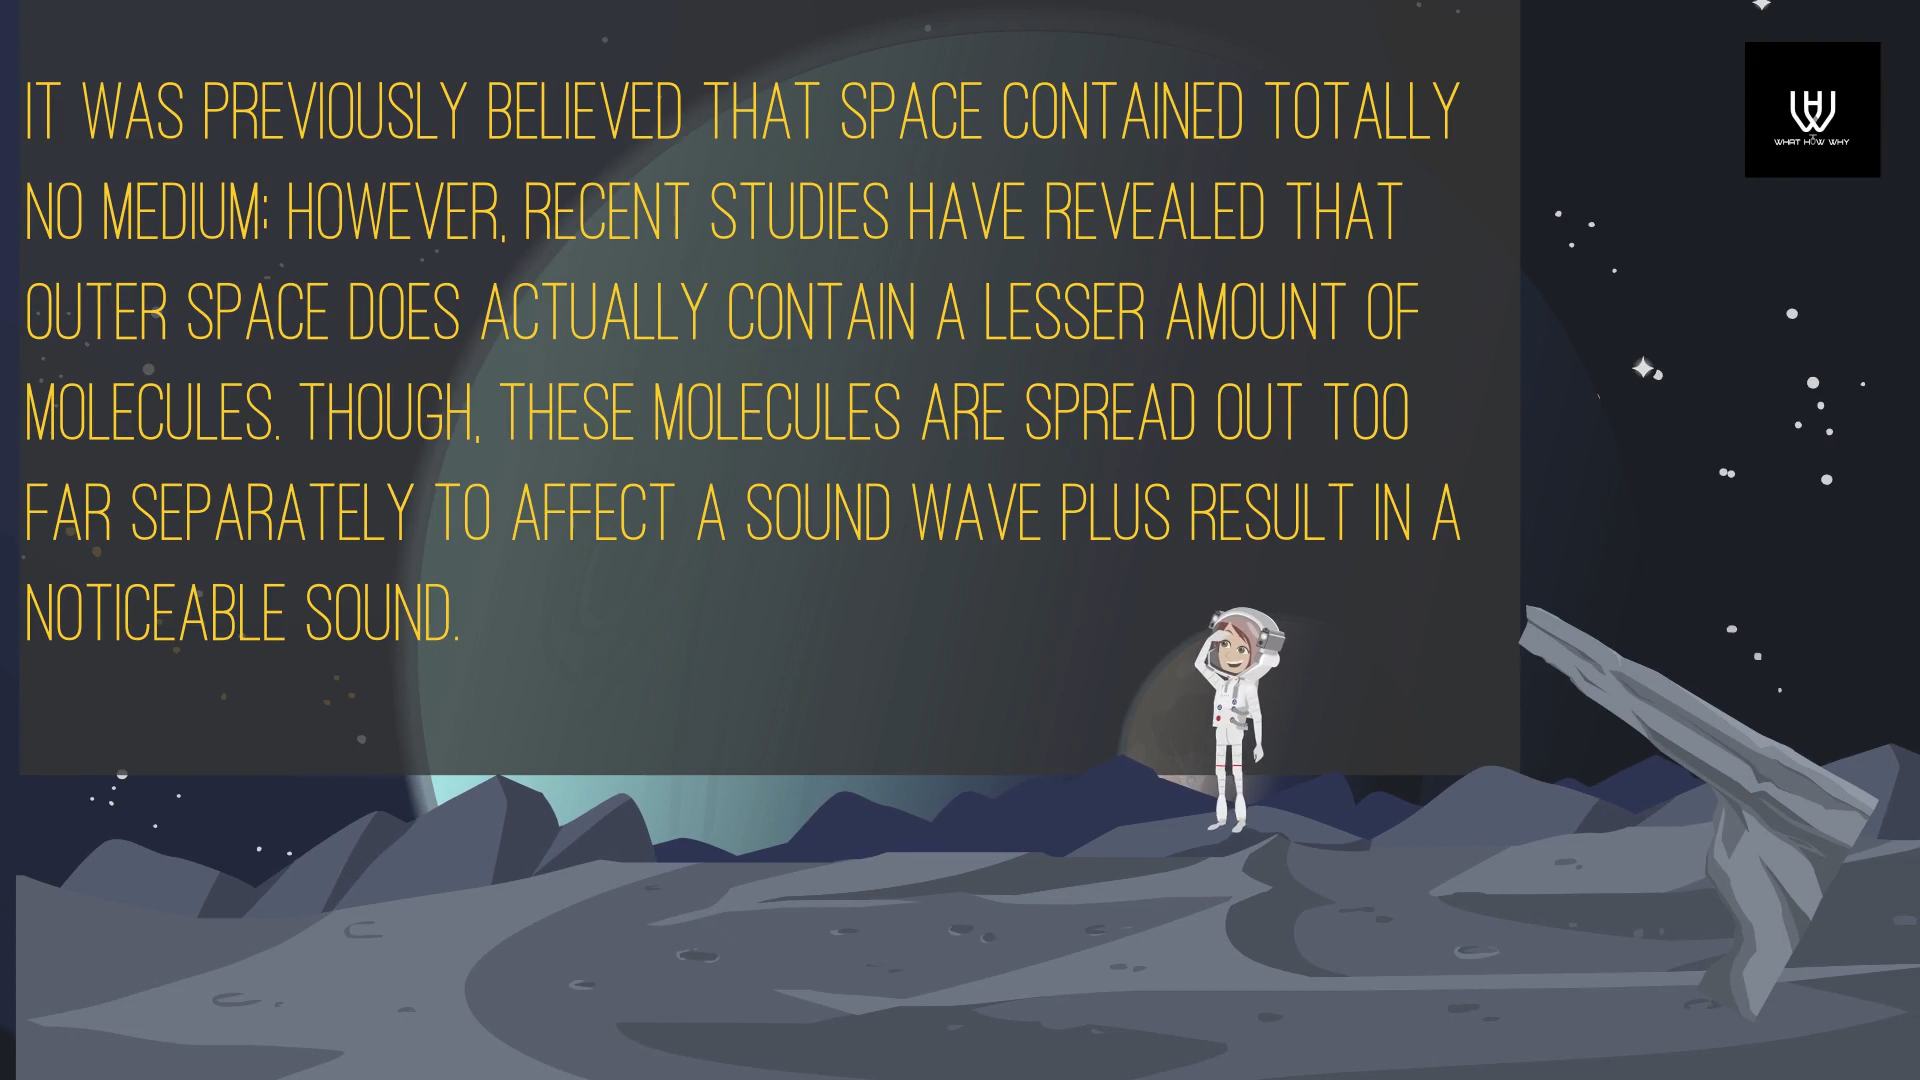 IT WAS PREVIOUSLY BELIEVED THAT SPACE CONTAINED TOTALLY
NO MEDIUM; HOWEVER, RECENT STUDIES HAVE REVEALED THAT
OUTER SPACE DOES ACTUALLY CONTAIN A LESSER AMOUNT OF
MOLECULES. THOUGH, THESE MOLECULES ARE SPREAD OUT TOO
FAR SEPARATELY TO AFFECT A SOUND WAVE PLUS RESULT IN A
NOTICEABLE SOUND.
WHAT HOW WHY